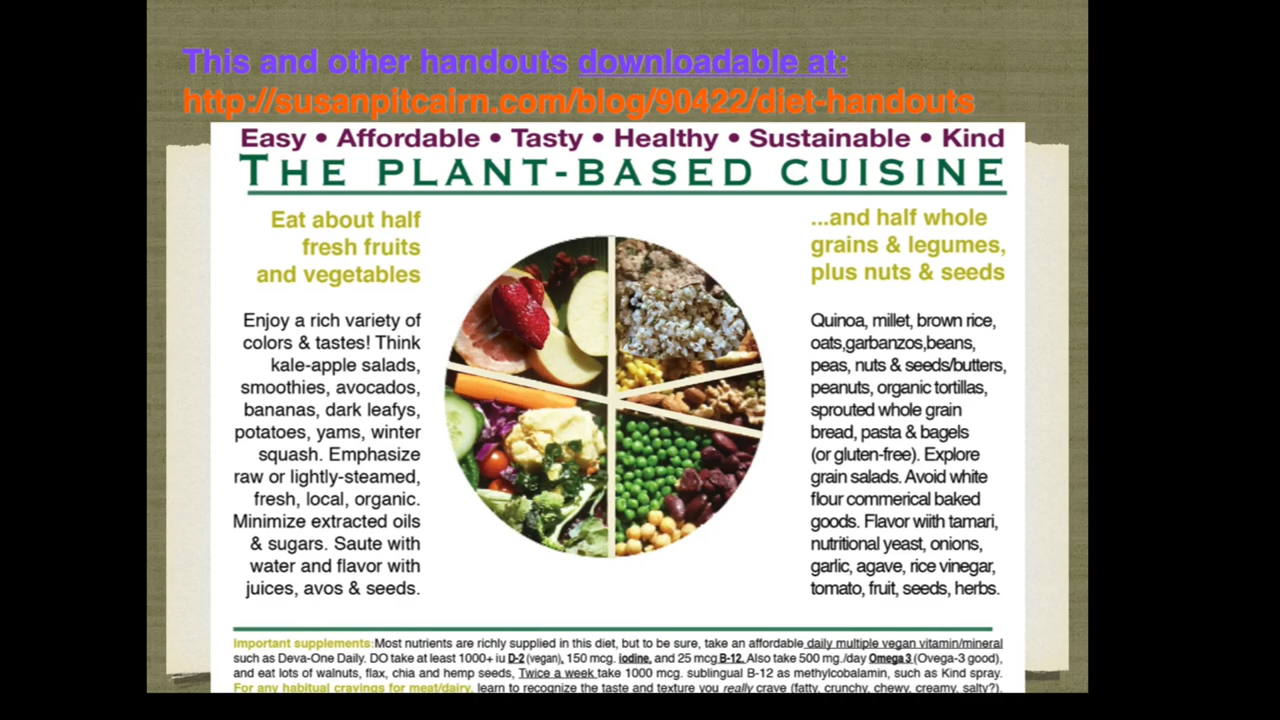 This and other handouts downloadable at:
http://susanpitcairn.com/blog/90422/diet-handouts
Easy • Affordable • Tasty • Healthy • Sustainable • Kind
THE PLANT-BASED CUISINE
Eat about half
fresh fruits
and vegetables
Enjoy a rich variety of
colors & tastes! Think
kale-apple salads,
smoothies, avocados,
bananas, dark leafys,
potatoes, yams, winter
squash. Emphasize
raw or lightly-steamed,
fresh, local, organic.
Minimize extracted oils
& sugars. Saute with
water and flavor with
juices, avos & seeds.
...and half whole
grains & legumes,
plus nuts & seeds
Quinoa, millet, brown rice,
oats,garbanzos,beans,
peas, nuts & seeds/butters,
peanuts, organic tortillas,
sprouted whole grain
bread, pasta & bagels
(or gluten-free). Explore
grain salads. Avoid white
flour commerical baked
goods. Flavor wiith tamari,
nutritional yeast, onions,
garlic, agave, rice vinegar,
tomato, fruit, seeds, herbs.
Important supplements:Most nutrients are richly supplied in this diet, but to be sure, take an affordable daily multiple vegan vitamin/mineral
such as Deva-One Daily. DO take at least 1000+ iu D-2 (vegan), 150 mcg. iodine, and 25 mcg B-12. Also take 500 mg./day Omega 3 (Ovega-3 good),
and eat lots of walnuts, flax, chia and hemp seeds, Twice a week take 1000 mcg. sublingual B-12 as methylcobalamin, such as Kind spray.
For any habitual cravings for meat/dairy, learn to recognize the taste and texture you really crave (fatty, crunchy, chewy, creamy, salty?).